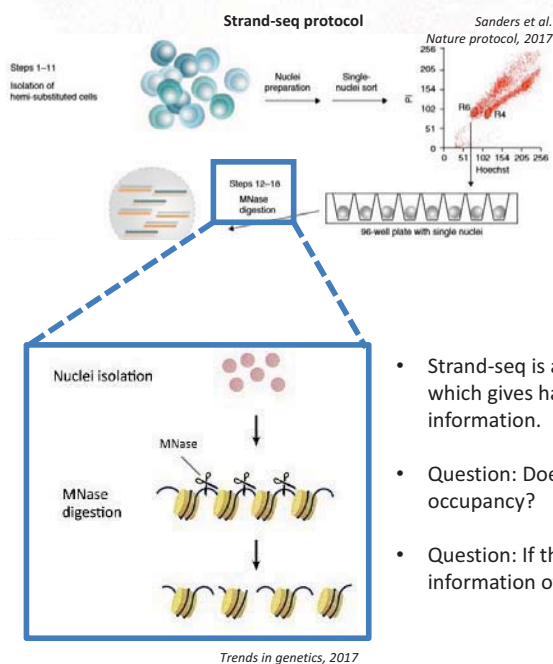 Strand-seq protocol
Sanders et al.
Nature protocol, 2017
Steps 1–11
Isolation of
hemi-substituted cells
Nuclei
preparation
Single-
nuclei sort
256
205
154
102
51
0
PI
R6
R4
0 51 102 154 205 256
Hoechst
Steps 12–18
MNase
digestion
96-well plate with single nuclei
Nuclei isolation
MNase
MNase
digestion
Trends in genetics, 2017
• Strand-seq is a
which gives ha
information.
• Question: Doe
occupancy?
• Question: If th
information o